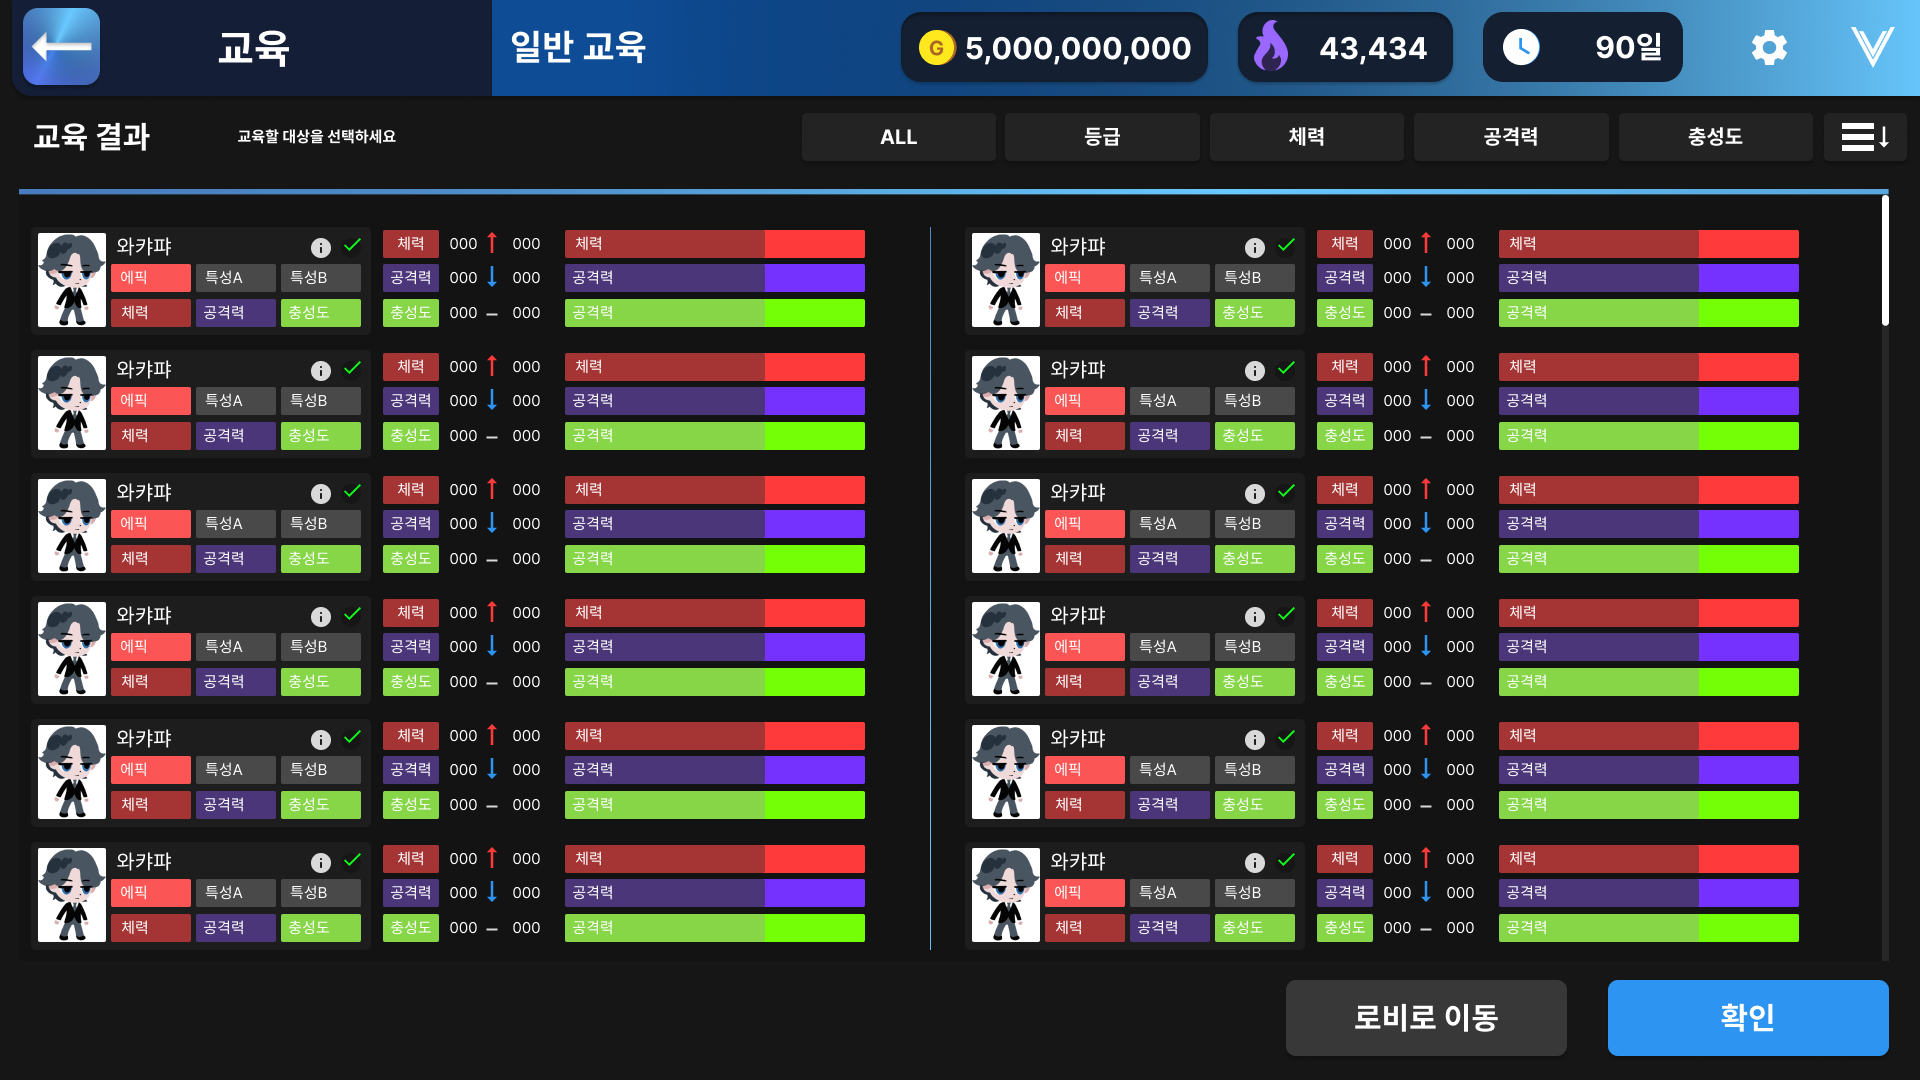 교육
일반 교육
G 5,000,000,000
43,434
90일
교육 결과
교육할 대상을 선택하세요
ALL
등급
체력
공격력
충성도
와캬퍄 체력 000 000 체력
에픽 특성A 특성B 공격력 000 000 공격력
체력 공격력 충성도 충성도 000 – 000 공격력
와캬퍄 체력 000 000 체력
에픽 특성A 특성B 공격력 000 000 공격력
체력 공격력 충성도 충성도 000 – 000 공격력
와캬퍄 체력 000 000 체력
에픽 특성A 특성B 공격력 000 000 공격력
체력 공격력 충성도 충성도 000 – 000 공격력
와캬퍄 체력 000 000 체력
에픽 특성A 특성B 공격력 000 000 공격력
체력 공격력 충성도 충성도 000 – 000 공격력
와캬퍄 체력 000 000 체력
에픽 특성A 특성B 공격력 000 000 공격력
체력 공격력 충성도 충성도 000 – 000 공격력
와캬퍄 체력 000 000 체력
에픽 특성A 특성B 공격력 000 000 공격력
체력 공격력 충성도 충성도 000 – 000 공격력
와캬퍄 체력 000 000 체력
에픽 특성A 특성B 공격력 000 000 공격력
체력 공격력 충성도 충성도 000 – 000 공격력
와캬퍄 체력 000 000 체력
에픽 특성A 특성B 공격력 000 000 공격력
체력 공격력 충성도 충성도 000 – 000 공격력
와캬퍄 체력 000 000 체력
에픽 특성A 특성B 공격력 000 000 공격력
체력 공격력 충성도 충성도 000 – 000 공격력
와캬퍄 체력 000 000 체력
에픽 특성A 특성B 공격력 000 000 공격력
체력 공격력 충성도 충성도 000 – 000 공격력
와캬퍄 체력 000 000 체력
에픽 특성A 특성B 공격력 000 000 공격력
체력 공격력 충성도 충성도 000 – 000 공격력
와캬퍄 체력 000 000 체력
에픽 특성A 특성B 공격력 000 000 공격력
체력 공격력 충성도 충성도 000 – 000 공격력
로비로 이동
확인